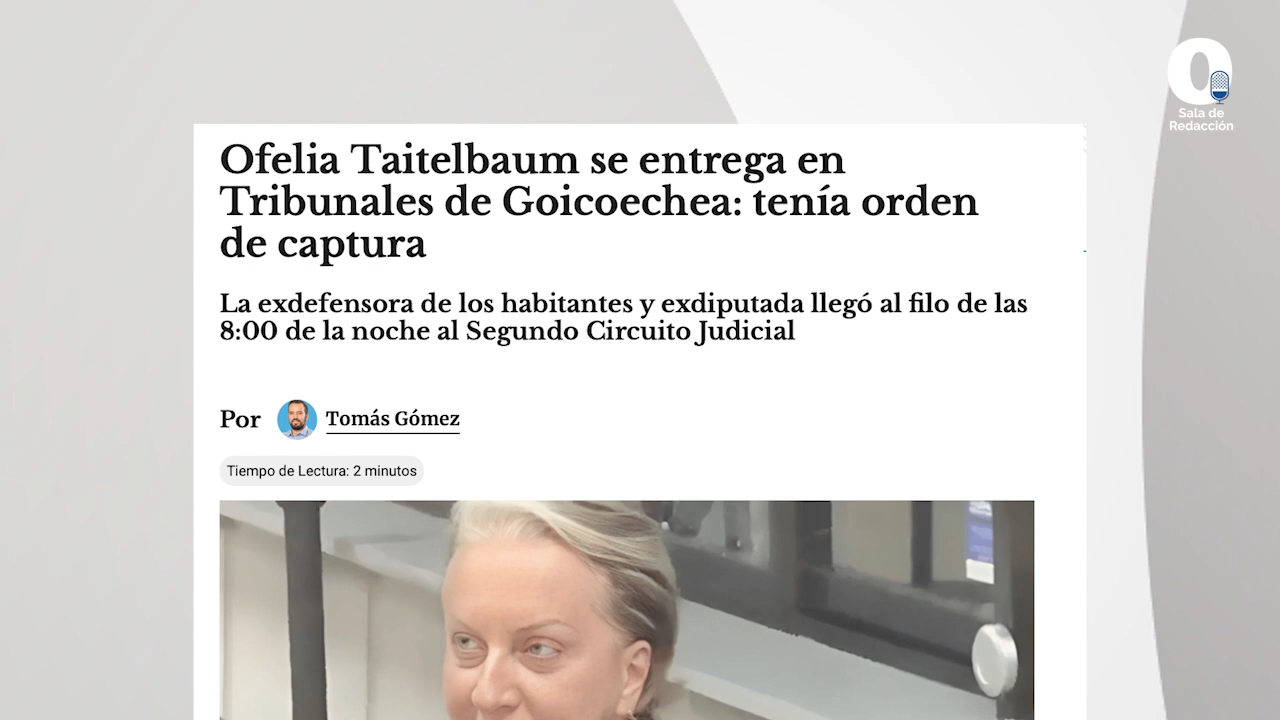 Sala de
Redacción
Ofelia Taitelbaum se entrega en
Tribunales de Goicoechea: tenía orden
de captura
La exdefensora de los habitantes y exdiputada llegó al filo de las
8:00 de la noche al Segundo Circuito Judicial
Por Tomás Gómez
Tiempo de Lectura: 2 minutos